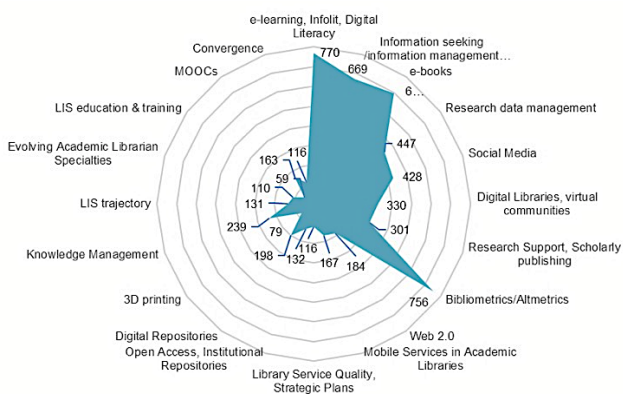 e-learning, Infolit, Digital
Literacy
Convergence
Information seeking
/information management…
MOOCs
e-books
LIS education & training
Research data management
Evolving Academic Librarian
Specialties
Social Media
LIS trajectory
Digital Libraries, virtual
communities
Knowledge Management
Research Support, Scholarly
publishing
3D printing
Bibliometrics/Altmetrics
Digital Repositories
Web 2.0
Open Access, Institutional
Repositories
Mobile Services in Academic
Libraries
Library Service Quality,
Strategic Plans
770
669
6…
447
428
330
301
756
184
167
116
132
198
79
239
131
110
59
163
116